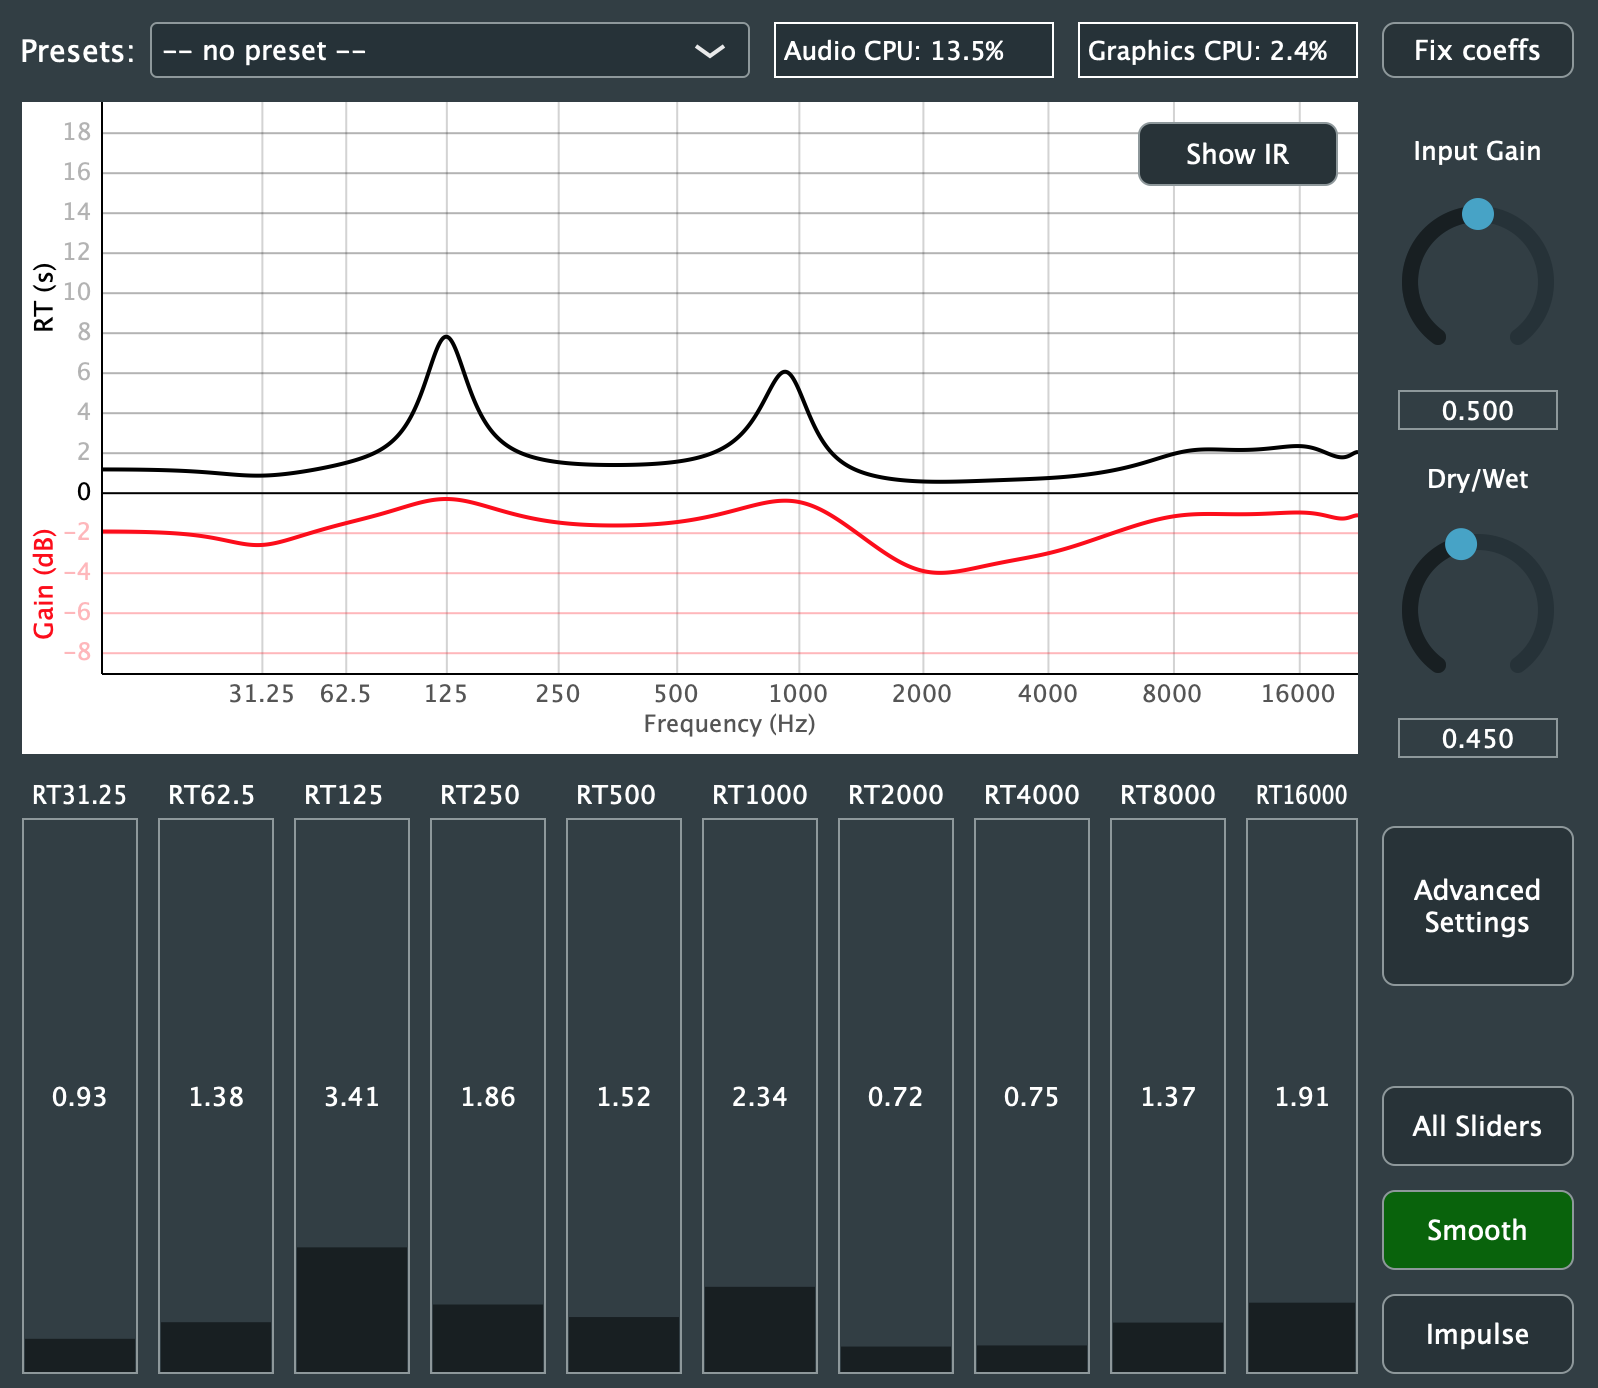 Presets:
-- no preset --
Audio CPU: 13.5%
Graphics CPU: 2.4%
Fix coeffs
18
16
14
12
10
8
6
4
2
0
-2
-4
-6
-8
RT (s)
Gain (dB)
Show IR
31.25 62.5 125 250 500 1000 2000 4000 8000 16000
Frequency (Hz)
Input Gain
0.500
Dry/Wet
0.450
RT31.25 RT62.5 RT125 RT250 RT500 RT1000 RT2000 RT4000 RT8000 RT16000
0.93 1.38 3.41 1.86 1.52 2.34 0.72 0.75 1.37 1.91
Advanced
Settings
All Sliders
Smooth
Impulse